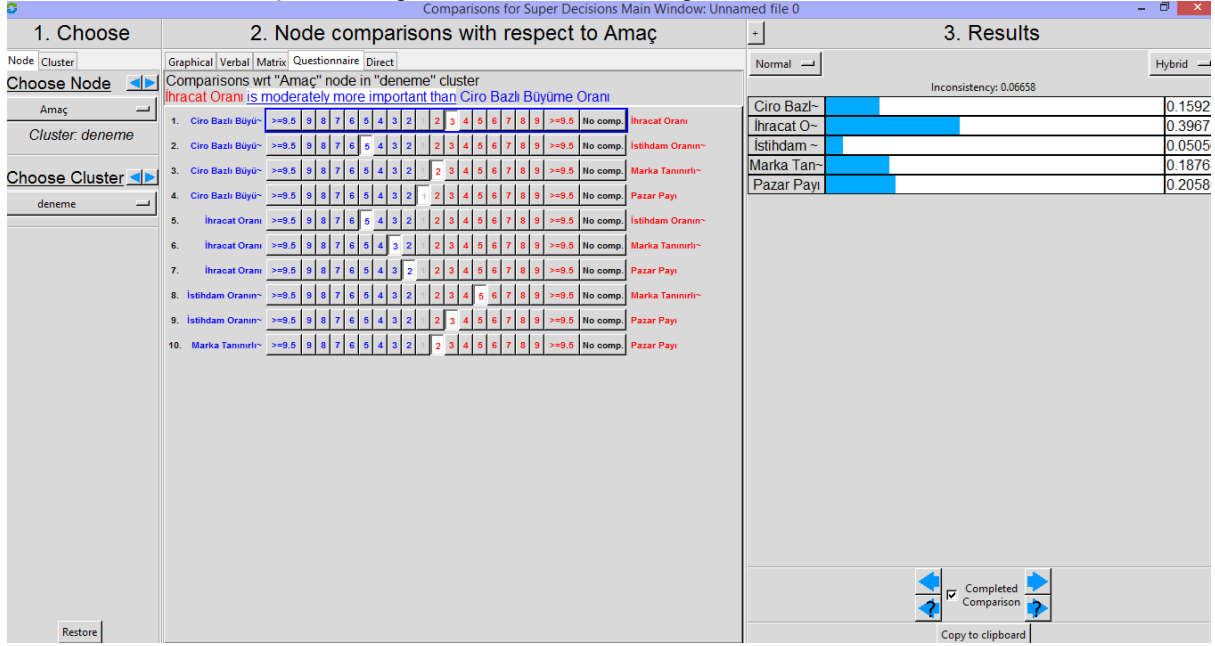 Comparisons for Super Decisions Main Window: Unnamed file 0
1. Choose
Node Cluster
Choose Node
Amaç
Cluster: deneme
Choose Cluster
deneme
Restore
2. Node comparisons with respect to Amaç
Graphical Verbal Matrix Questionnaire Direct
Comparisons wrt "Amaç" node in "deneme" cluster
İhracat Oranı is moderately more important than Ciro Bazlı Büyüme Oranı
1. Ciro Bazlı Büyü~ >=9.5 9 8 7 6 5 4 3 2 1 2 3 4 5 6 7 8 9 >=9.5 No comp. İhracat Oranı
2. Ciro Bazlı Büyü~ >=9.5 9 8 7 6 5 4 3 2 1 2 3 4 5 6 7 8 9 >=9.5 No comp. İstihdam Oranın~
3. Ciro Bazlı Büyü~ >=9.5 9 8 7 6 5 4 3 2 1 2 3 4 5 6 7 8 9 >=9.5 No comp. Marka Tanınırlı~
4. Ciro Bazlı Büyü~ >=9.5 9 8 7 6 5 4 3 2 1 2 3 4 5 6 7 8 9 >=9.5 No comp. Pazar Payı
5. İhracat Oranı >=9.5 9 8 7 6 5 4 3 2 1 2 3 4 5 6 7 8 9 >=9.5 No comp. İstihdam Oranın~
6. İhracat Oranı >=9.5 9 8 7 6 5 4 3 2 1 2 3 4 5 6 7 8 9 >=9.5 No comp. Marka Tanınırlı~
7. İhracat Oranı >=9.5 9 8 7 6 5 4 3 2 1 2 3 4 5 6 7 8 9 >=9.5 No comp. Pazar Payı
8. İstihdam Oranın~ >=9.5 9 8 7 6 5 4 3 2 1 2 3 4 5 6 7 8 9 >=9.5 No comp. Marka Tanınırlı~
9. İstihdam Oranın~ >=9.5 9 8 7 6 5 4 3 2 1 2 3 4 5 6 7 8 9 >=9.5 No comp. Pazar Payı
10. Marka Tanınırlı~ >=9.5 9 8 7 6 5 4 3 2 1 2 3 4 5 6 7 8 9 >=9.5 No comp. Pazar Payı
+ 3. Results
Normal Hybrid
Inconsistency: 0.06658
Ciro Bazl~ 0.1592
İhracat O~ 0.3967
İstihdam ~ 0.0505
Marka Tan~ 0.1876
Pazar Payı 0.2058
Completed
Comparison
? ?
Copy to clipboard